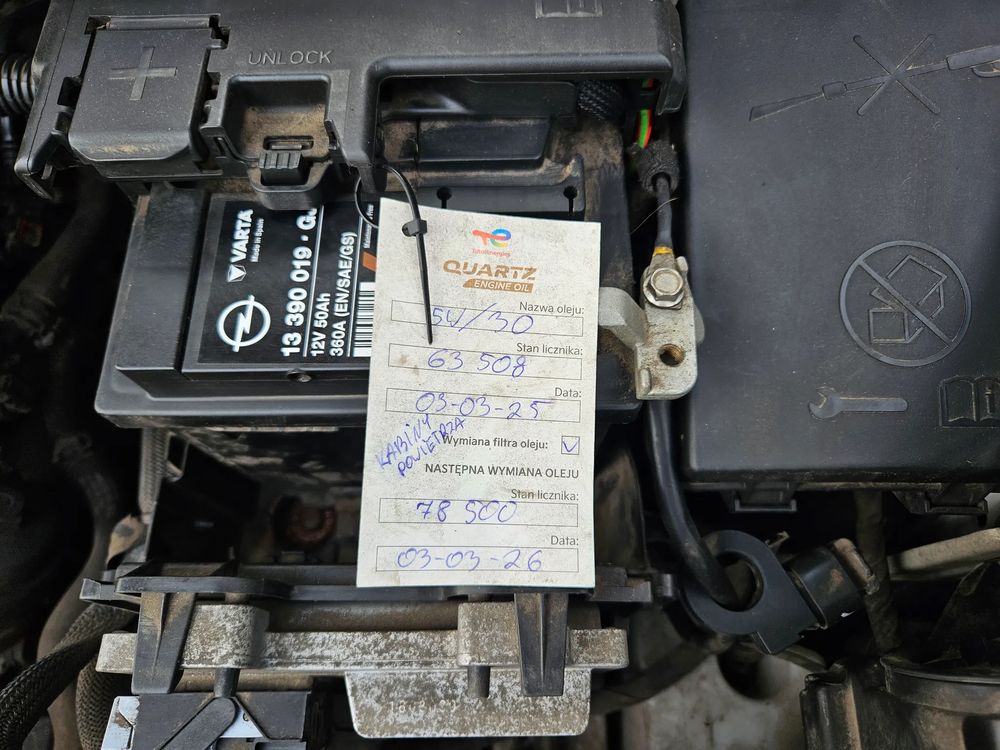 UNLOCK
VARTA
Made in Spain
13 390 019
12V 50Ah
360A (EN/SAE/GS)
TotalEnergies
QUARTZ
ENGINE OIL
Nazwa oleju:
5W/30
Stan licznika:
63 508
Data:
03-03-25
KABINY
POWIETRZA
Wymiana filtra oleju: ☑
NASTĘPNA WYMIANA OLEJU
Stan licznika:
78 500
Data:
03-03-26